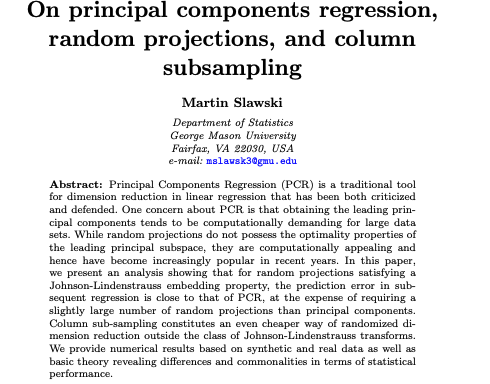 On principal components regression,
random projections, and column
subsampling
Martin Slawski
Department of Statistics
George Mason University
Fairfax, VA 22030, USA
e-mail: mslawsk3@gmu.edu
Abstract: Principal Components Regression (PCR) is a traditional tool
for dimension reduction in linear regression that has been both criticized
and defended. One concern about PCR is that obtaining the leading prin-
cipal components tends to be computationally demanding for large data
sets. While random projections do not possess the optimality properties of
the leading principal subspace, they are computationally appealing and
hence have become increasingly popular in recent years. In this paper,
we present an analysis showing that for random projections satisfying a
Johnson-Lindenstrauss embedding property, the prediction error in sub-
sequent regression is close to that of PCR, at the expense of requiring a
slightly large number of random projections than principal components.
Column sub-sampling constitutes an even cheaper way of randomized di-
mension reduction outside the class of Johnson-Lindenstrauss transforms.
We provide numerical results based on synthetic and real data as well as
basic theory revealing differences and commonalities in terms of statistical
performance.